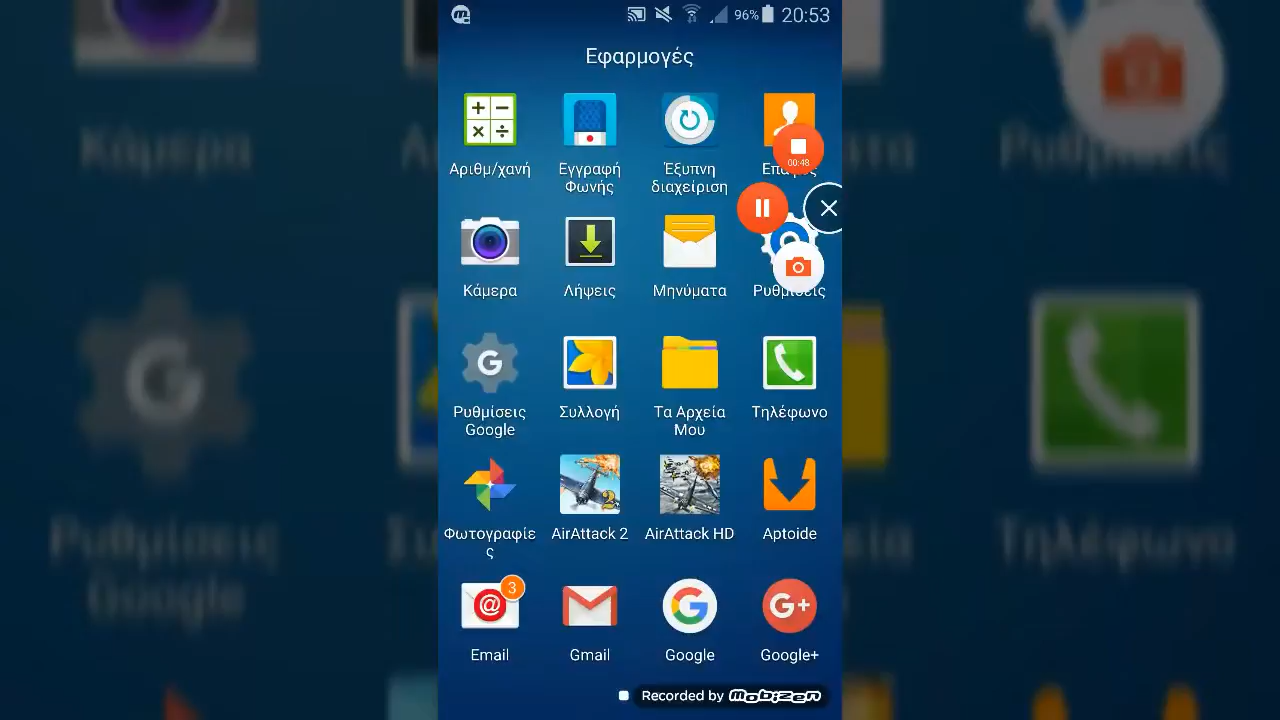 96% 20:53
Εφαρμογές
Αριθμ/χανή
Εγγραφή
Φωνής
Έξυπνη
διαχείριση
00:48
Κάμερα
Λήψεις
Μηνύματα
Ρυθμίσεις
Ρυθμίσεις
Google
Συλλογή
Τα Αρχεία
Μου
Τηλέφωνο
Φωτογραφίε
ς
AirAttack 2
AirAttack HD
Aptoide
3
Email
Gmail
Google
Google+
Recorded by Mobizen